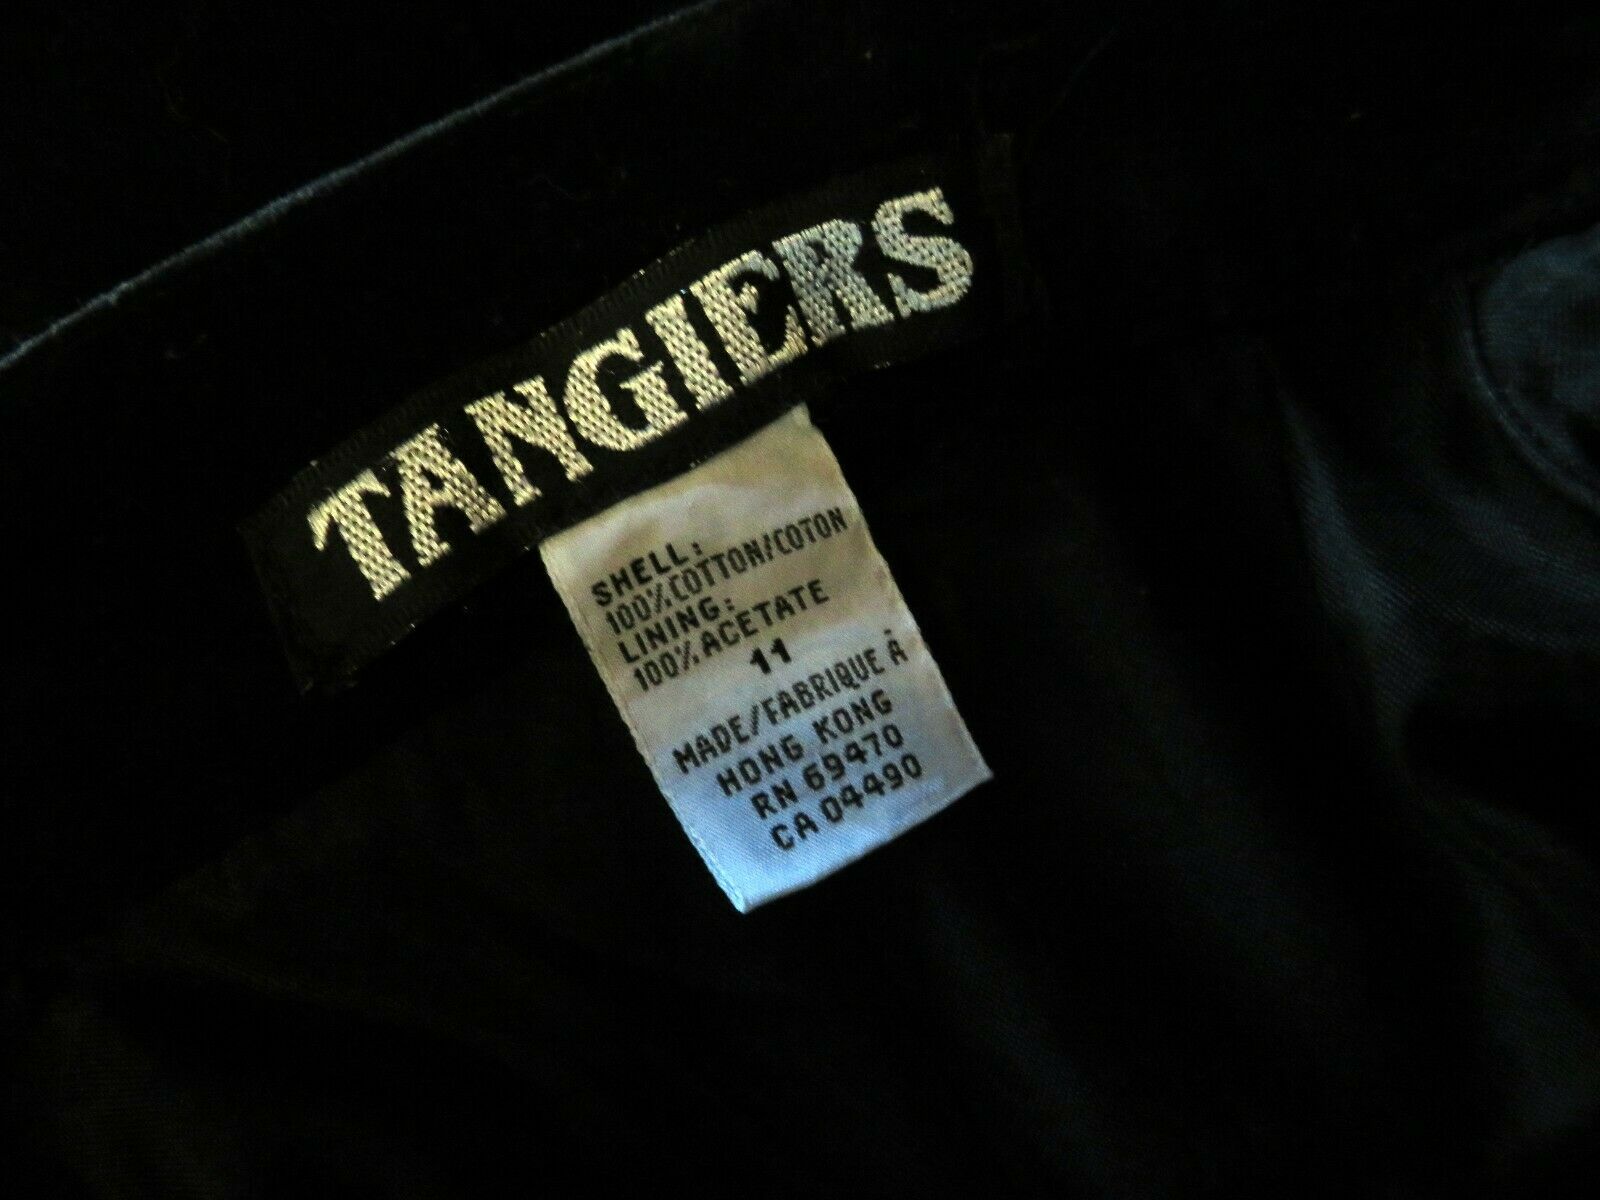 TANGIERS
SHELL:
100%COTTON/COTON
LINING:
100%ACETATE
11
MADE/FABRIQUE À
HONG KONG
RN 69470
CA 04490